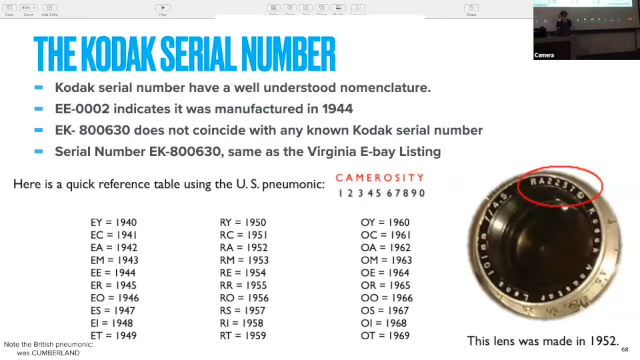 THE KODAK SERIAL NUMBER
Kodak serial number have a well understood nomenclature.
EE-0002 indicates it was manufactured in 1944
EK- 800630 does not coincide with any known Kodak serial number
Serial Number EK-800630, same as the Virginia E-bay Listing
Here is a quick reference table using the U. S. pneumonic:
CAMEROSITY
1 2 3 4 5 6 7 8 9 0
EY = 1940
EC = 1941
EA = 1942
EM = 1943
EE = 1944
ER = 1945
EO = 1946
ES = 1947
EI = 1948
ET = 1949
RY = 1950
RC = 1951
RA = 1952
RM = 1953
RE = 1954
RR = 1955
RO = 1956
RS = 1957
RI = 1958
RT = 1959
OY = 1960
OC = 1961
OA = 1962
OM = 1963
OE = 1964
OR = 1965
OO = 1966
OS = 1967
OI = 1968
OT = 1969
Kodak Anastar Lens 101mm f/4.5
This lens was made in 1952.
Note the British pneumonic:
was CUMBERLAND
68
Camera